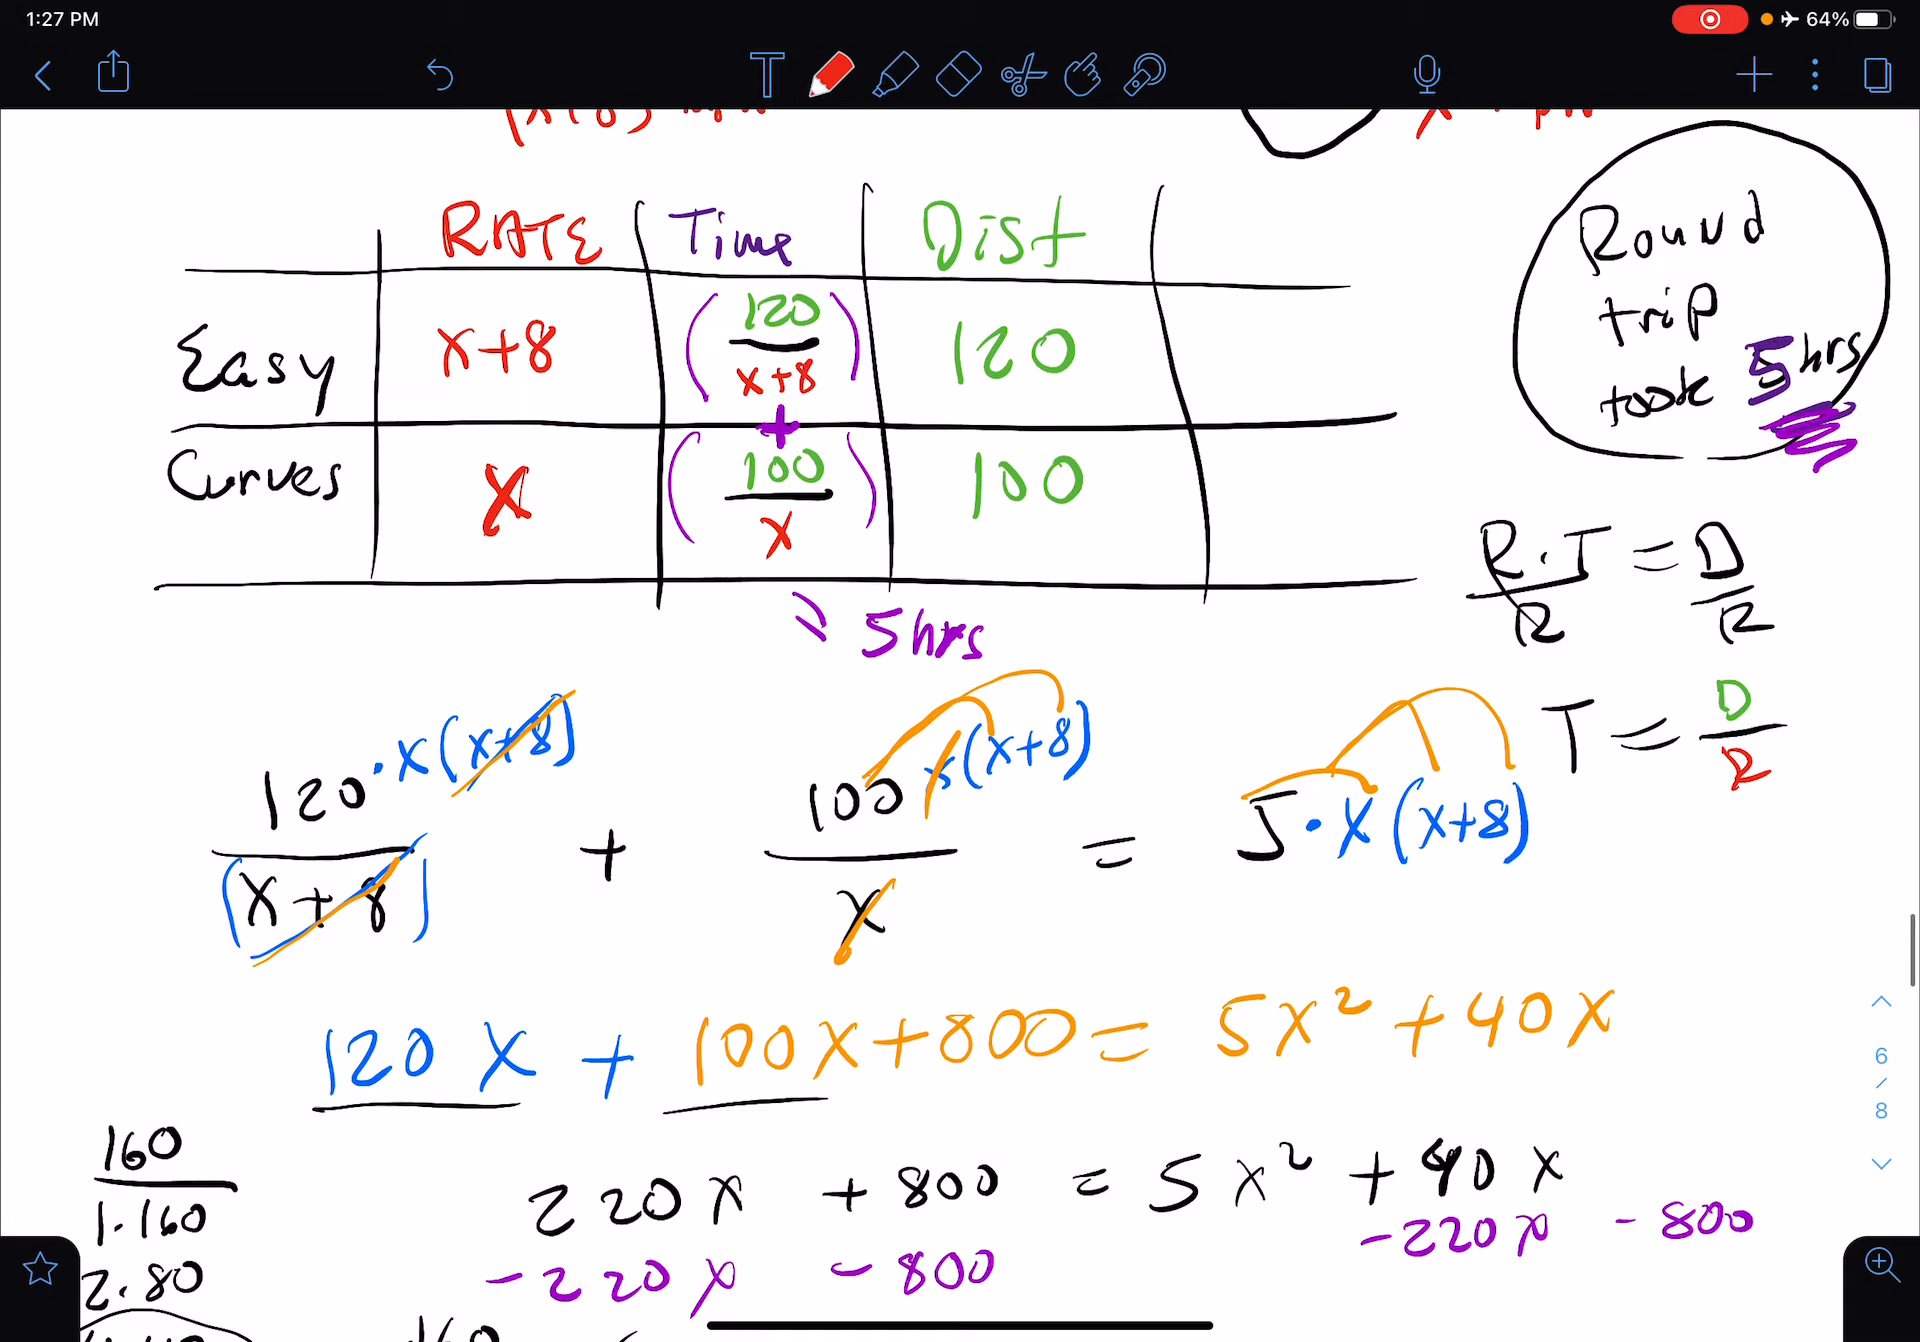 1:27 PM
64%
T
RATE Time Dist
Easy x+8 (120/x+8) 120
+
Curves x (100/x) 100
5hrs
Round
trip
took 5hrs
R·T/R = D/R
T = D/R
120·x(x+8)/(x+8) + 100x(x+8)/x = 5·x(x+8)
120x + 100x+800 = 5x²+40x
220x + 800 = 5x² + 40x
-220x - 800 -220x - 800
160
1·160
2·80
6
/
8